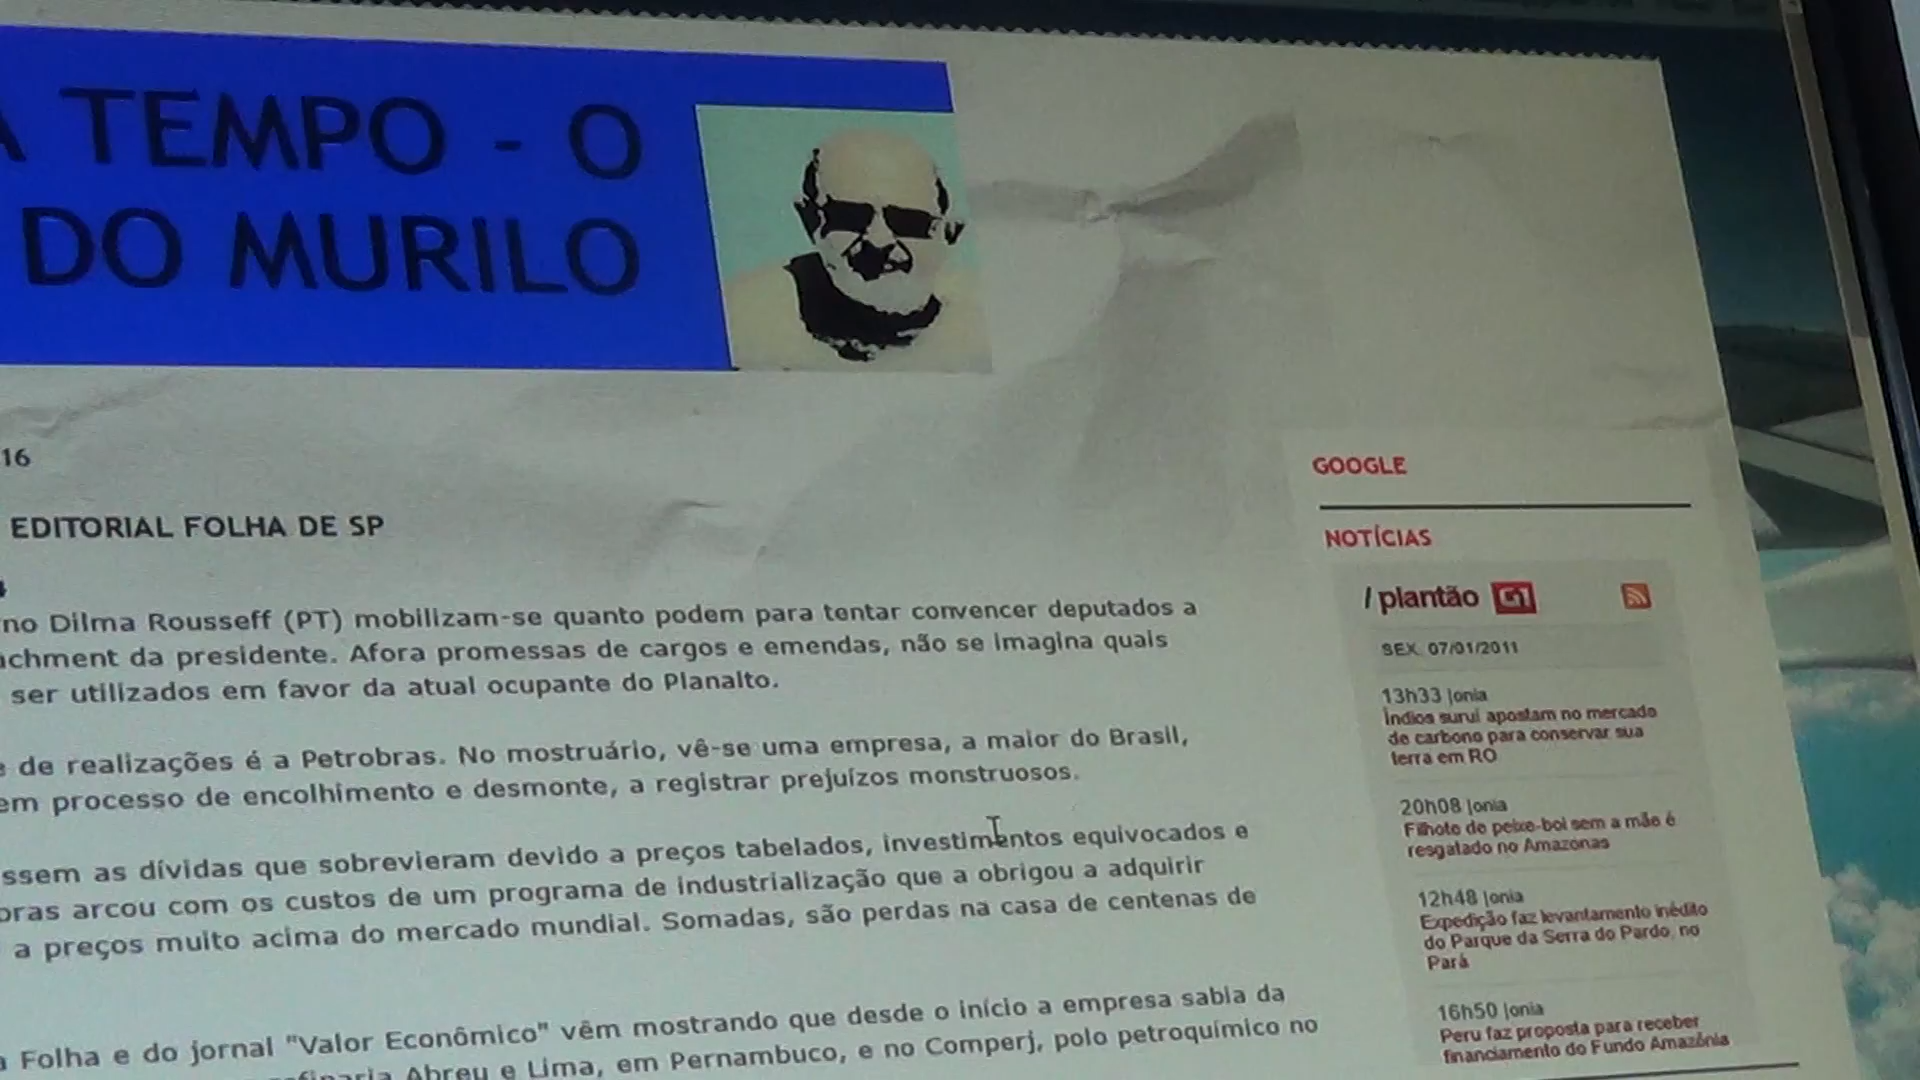 A TEMPO - O
DO MURILO
16
EDITORIAL FOLHA DE SP
no Dilma Rousseff (PT) mobilizam-se quanto podem para tentar convencer deputados a
achment da presidente. Afora promessas de cargos e emendas, não se imagina quais
ser utilizados em favor da atual ocupante do Planalto.
de realizações é a Petrobras. No mostruário, vê-se uma empresa, a maior do Brasil,
em processo de encolhimento e desmonte, a registrar prejuízos monstruosos.
ssem as dívidas que sobrevieram devido a preços tabelados, investimentos equivocados e
bras arcou com os custos de um programa de industrialização que a obrigou a adquirir
a preços muito acima do mercado mundial. Somadas, são perdas na casa de centenas de
a Folha e do jornal "Valor Econômico" vêm mostrando que desde o início a empresa sabia da
Abreu e Lima, em Pernambuco, e no Comperj, polo petroquímico no
GOOGLE
NOTÍCIAS
/ plantão G1
SEX, 07/01/2011
13h33 |onia
Índios suruí apostam no mercado
de carbono para conservar sua
terra em RO
20h08 |onia
Filhote de peixe-boi sem a mãe é
resgatado no Amazonas
12h48 |onia
Expedição faz levantamento inédito
do Parque da Serra do Pardo, no
Pará
16h50 |onia
Peru faz proposta para receber
financiamento do Fundo Amazônia